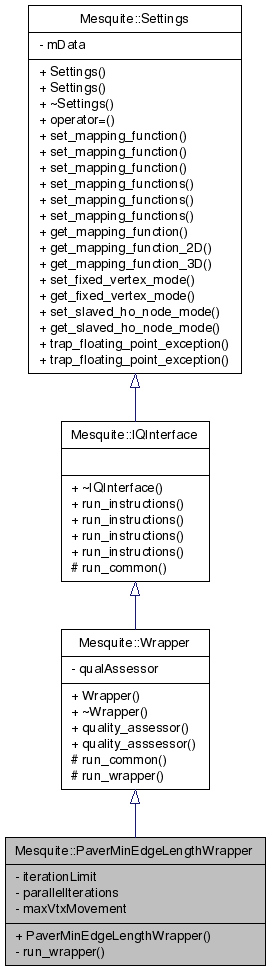 Mesquite::Settings
- mData
+ Settings()
+ Settings()
+ ~Settings()
+ operator=()
+ set_mapping_function()
+ set_mapping_function()
+ set_mapping_function()
+ set_mapping_functions()
+ set_mapping_functions()
+ set_mapping_functions()
+ get_mapping_function()
+ get_mapping_function_2D()
+ get_mapping_function_3D()
+ set_fixed_vertex_mode()
+ get_fixed_vertex_mode()
+ set_slaved_ho_node_mode()
+ get_slaved_ho_node_mode()
+ trap_floating_point_exception()
+ trap_floating_point_exception()
Mesquite::IQInterface
+ ~IQInterface()
+ run_instructions()
+ run_instructions()
+ run_instructions()
+ run_instructions()
# run_common()
Mesquite::Wrapper
- qualAssessor
+ Wrapper()
+ ~Wrapper()
+ quality_assessor()
+ quality_asssessor()
# run_common()
# run_wrapper()
Mesquite::PaverMinEdgeLengthWrapper
- iterationLimit
- parallelIterations
- maxVtxMovement
+ PaverMinEdgeLengthWrapper()
- run_wrapper()